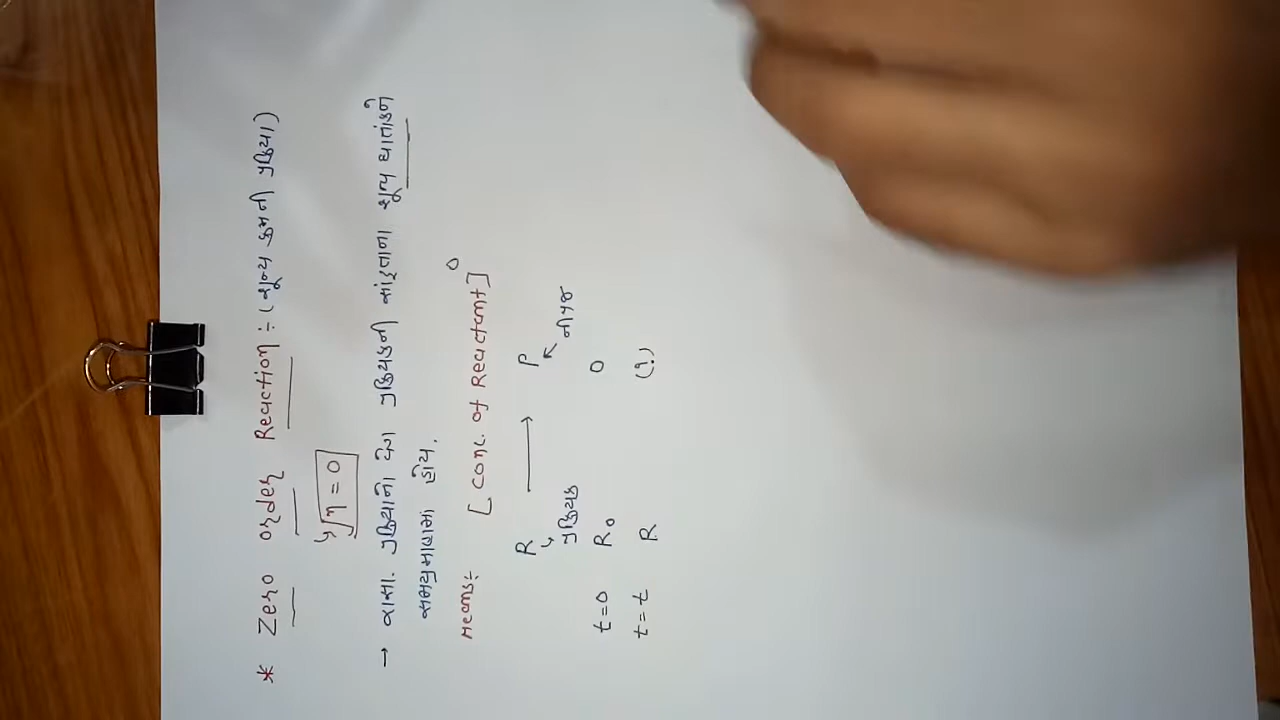 * Zero order Reaction ÷ (શૂન્ય ક્રમની પ્રક્રિયા)
↳ n = 0
→ રાસા. પ્રક્રિયાનો વેગ પ્રક્રિયકની સાંદ્રતાના શૂન્ય ઘાતાંકને
સમપ્રમાણમાં હોય.
Means÷ [conc. of Reactant]⁰
R ⟶ P
↳ પ્રક્રિયક ↖ નીપજ
t=0 R₀ 0
t=t R (?)